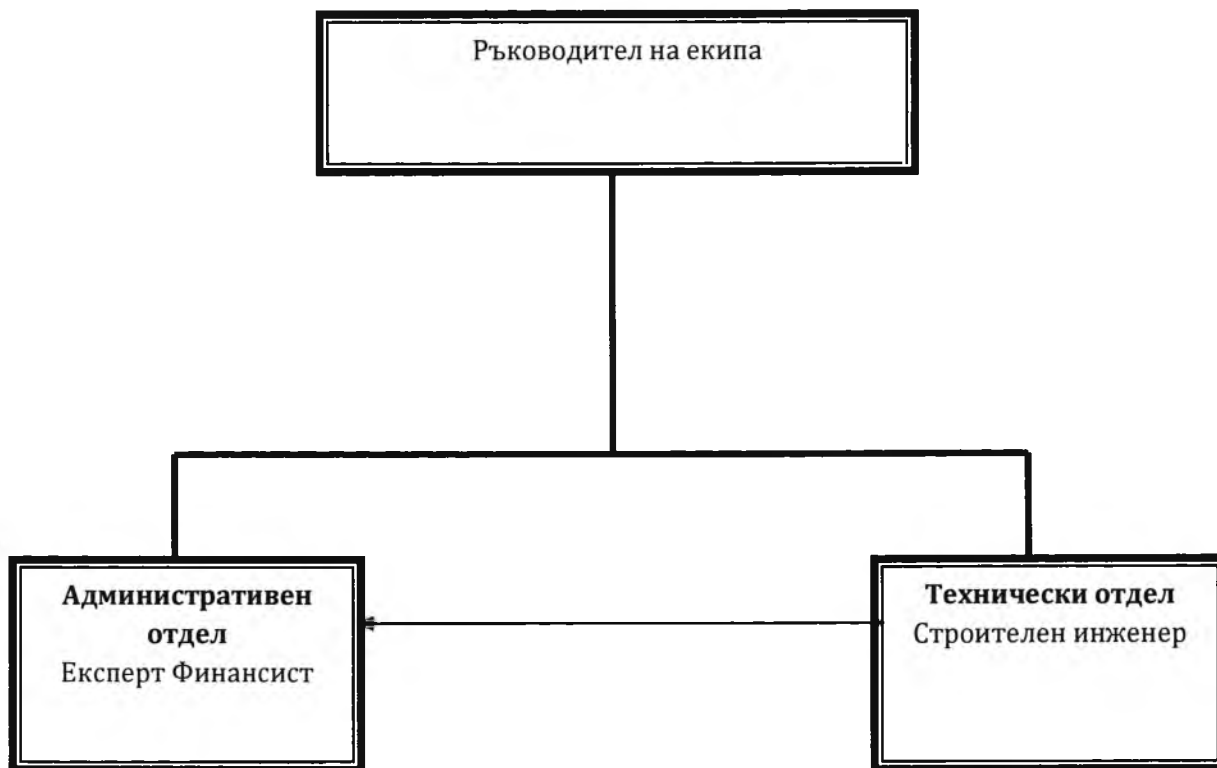 Ръководител на екипа
Административен
отдел
Експерт Финансист
Технически отдел
Строителен инженер